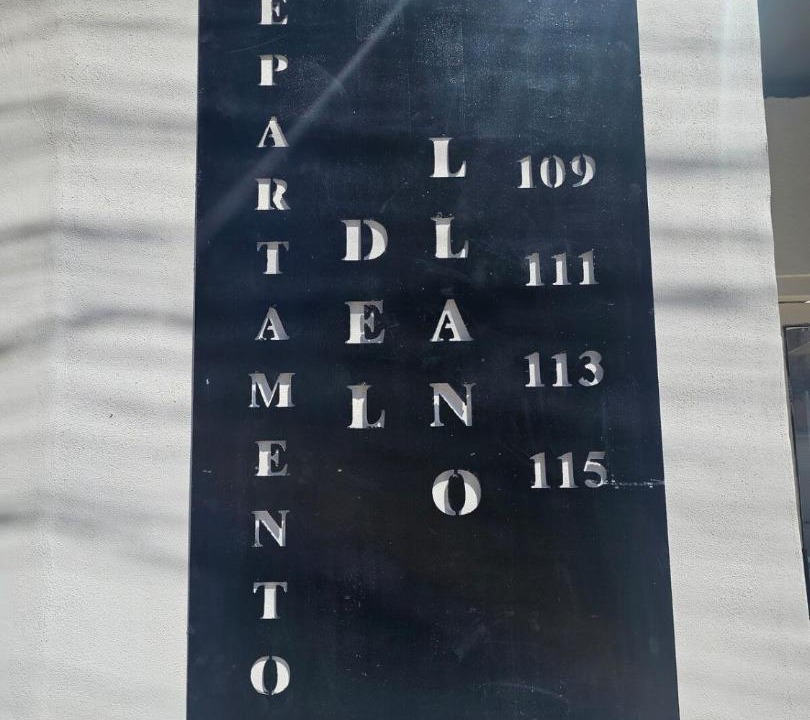 EPARTAMENTO
DEL
LLANO
109
111
113
115